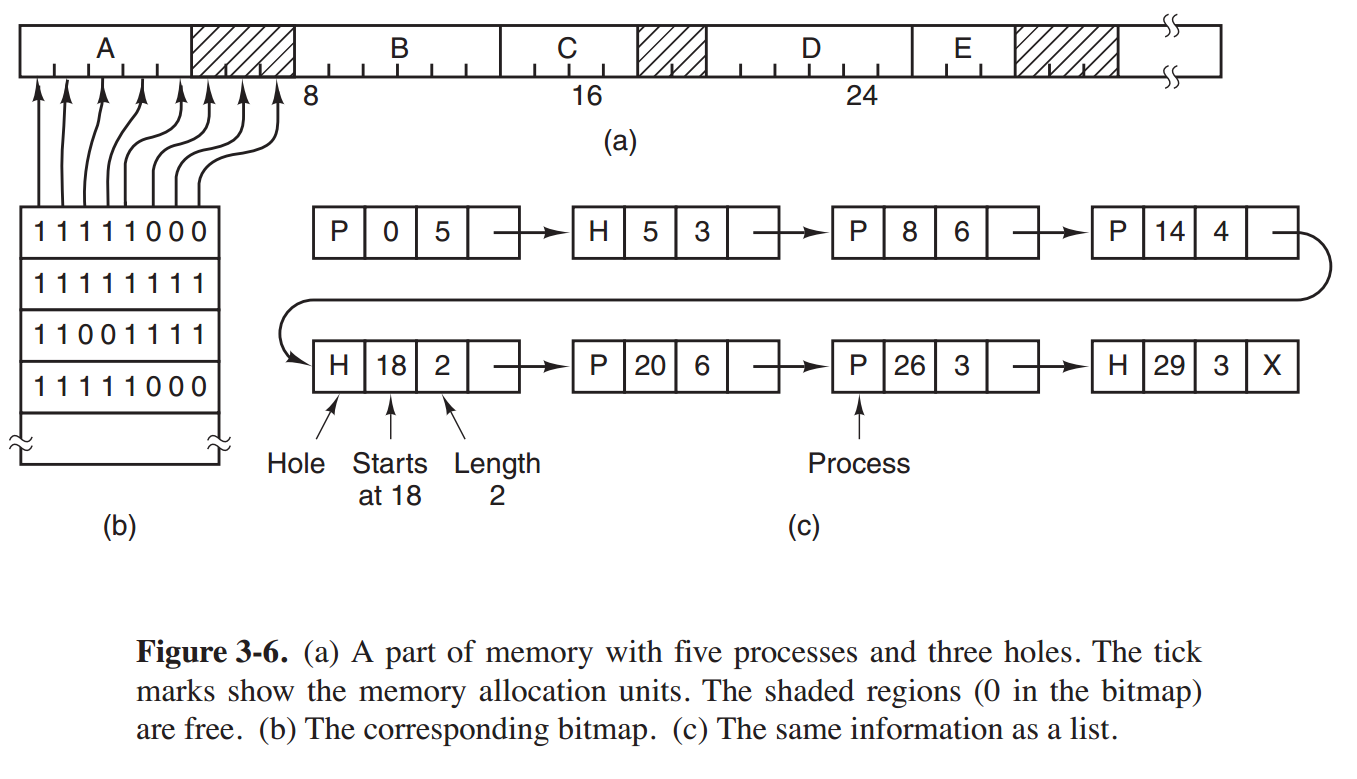 A B C D E
8 16 24
(a)
1 1 1 1 1 0 0 0
1 1 1 1 1 1 1 1
1 1 0 0 1 1 1 1
1 1 1 1 1 0 0 0
(b)
P 0 5 H 5 3 P 8 6 P 14 4
H 18 2 P 20 6 P 26 3 H 29 3 X
Hole Starts Length Process
at 18 2
(c)
Figure 3-6. (a) A part of memory with five processes and three holes. The tick
marks show the memory allocation units. The shaded regions (0 in the bitmap)
are free. (b) The corresponding bitmap. (c) The same information as a list.